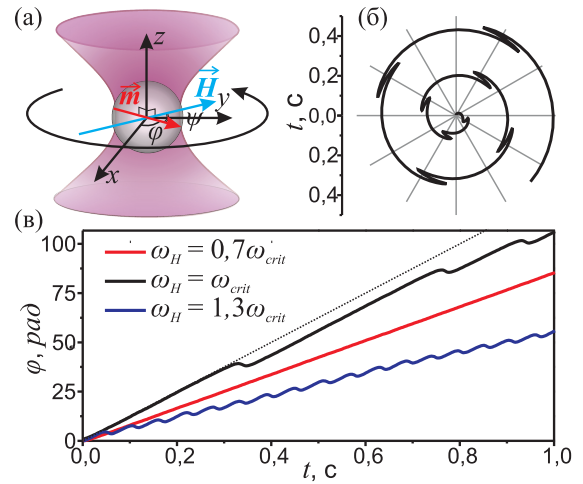 (а)
z
H
m
y
φ
ψ
x
(б)
t, с
0,4
0,2
0,0
0,2
0,4
(в)
φ, рад
100
75
50
25
0
ω_H = 0,7ω_crit
ω_H = ω_crit
ω_H = 1,3ω_crit
0,0 0,2 0,4 0,6 0,8 1,0
t, с